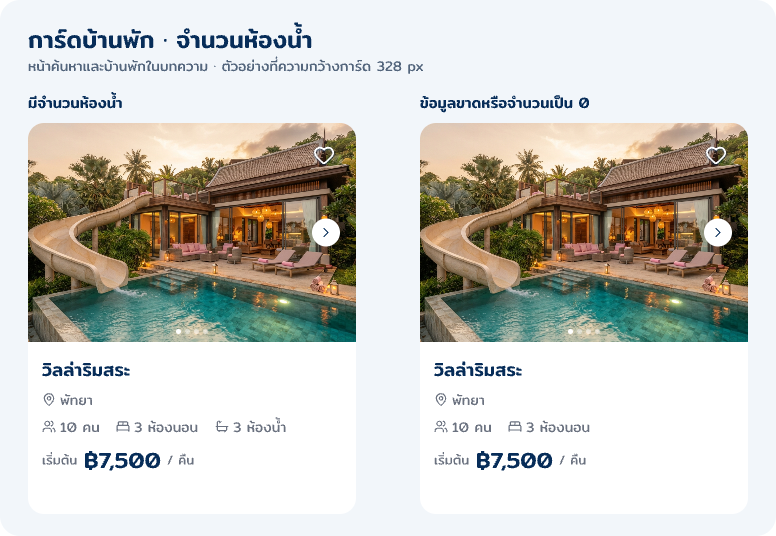 การ์ดบ้านพัก · จำนวนห้องน้ำ
หน้าค้นหาและบ้านพักในบทความ · ตัวอย่างที่ความกว้างการ์ด 328 px
มีจำนวนห้องน้ำ
วิลล่าริมสระ
พัทยา
10 คน 3 ห้องนอน 3 ห้องน้ำ
เริ่มต้น ฿7,500 / คืน
ข้อมูลขาดหรือจำนวนเป็น 0
วิลล่าริมสระ
พัทยา
10 คน 3 ห้องนอน
เริ่มต้น ฿7,500 / คืน